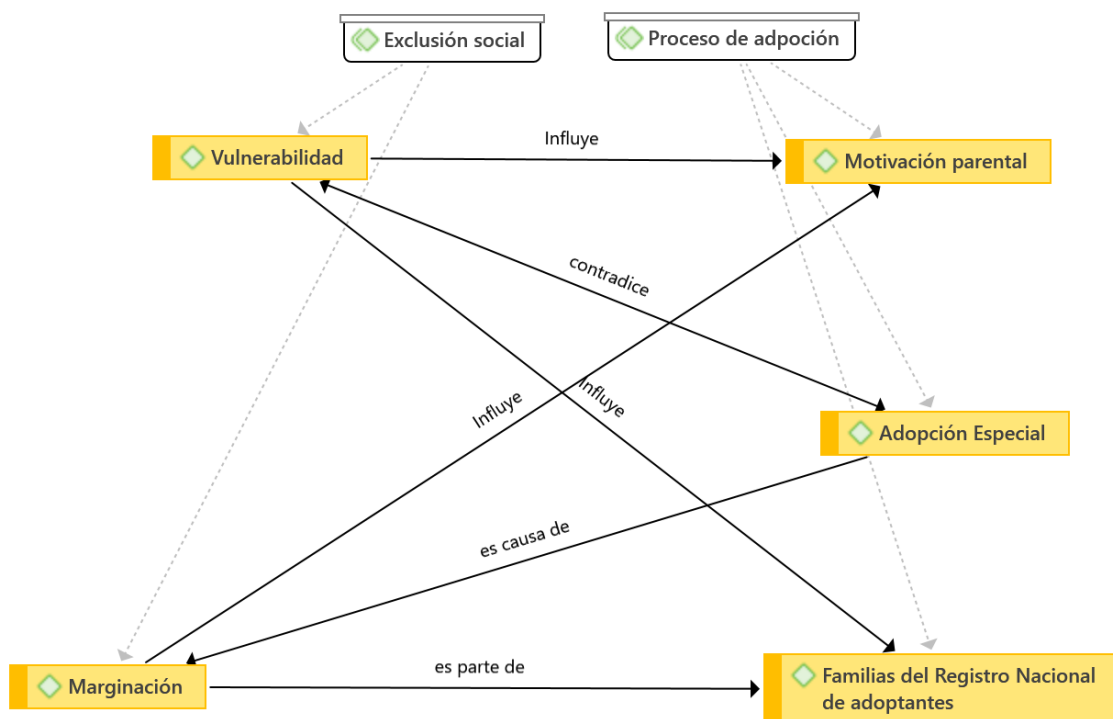 Exclusión social
Proceso de adpoción
Vulnerabilidad
Influye
Motivación parental
contradice
Influye
Influye
Adopción Especial
es causa de
Marginación
es parte de
Familias del Registro Nacional
de adoptantes